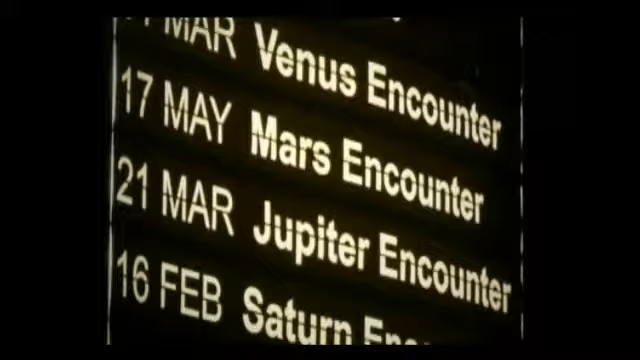 MAR Venus Encounter
17 MAY Mars Encounter
21 MAR Jupiter Encounter
16 FEB Saturn